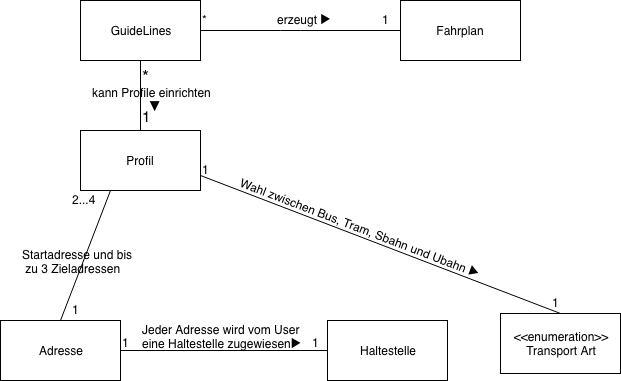 GuideLines
* erzeugt ▶ 1
Fahrplan
*
kann Profile einrichten
▼
1
Profil
2...4
1
Wahl zwischen Bus, Tram, Sbahn und Ubahn ▶
Startadresse und bis
zu 3 Zieladressen
1
1
Adresse
1
Jeder Adresse wird vom User
eine Haltestelle zugewiesen ▶
1
Haltestelle
<<enumeration>>
Transport Art